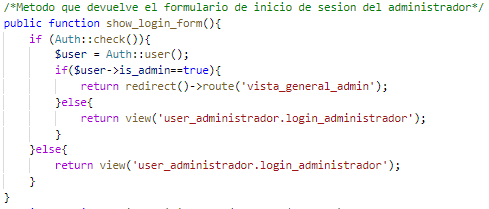 /*Metodo que devuelve el formulario de inicio de sesion del administrador*/
public function show_login_form(){
    if (Auth::check()){
        $user = Auth::user();
        if($user->is_admin==true){
            return redirect()->route('vista_general_admin');
        }else{
            return view('user_administrador.login_administrador');
        }
    }else{
        return view('user_administrador.login_administrador');
    }
}